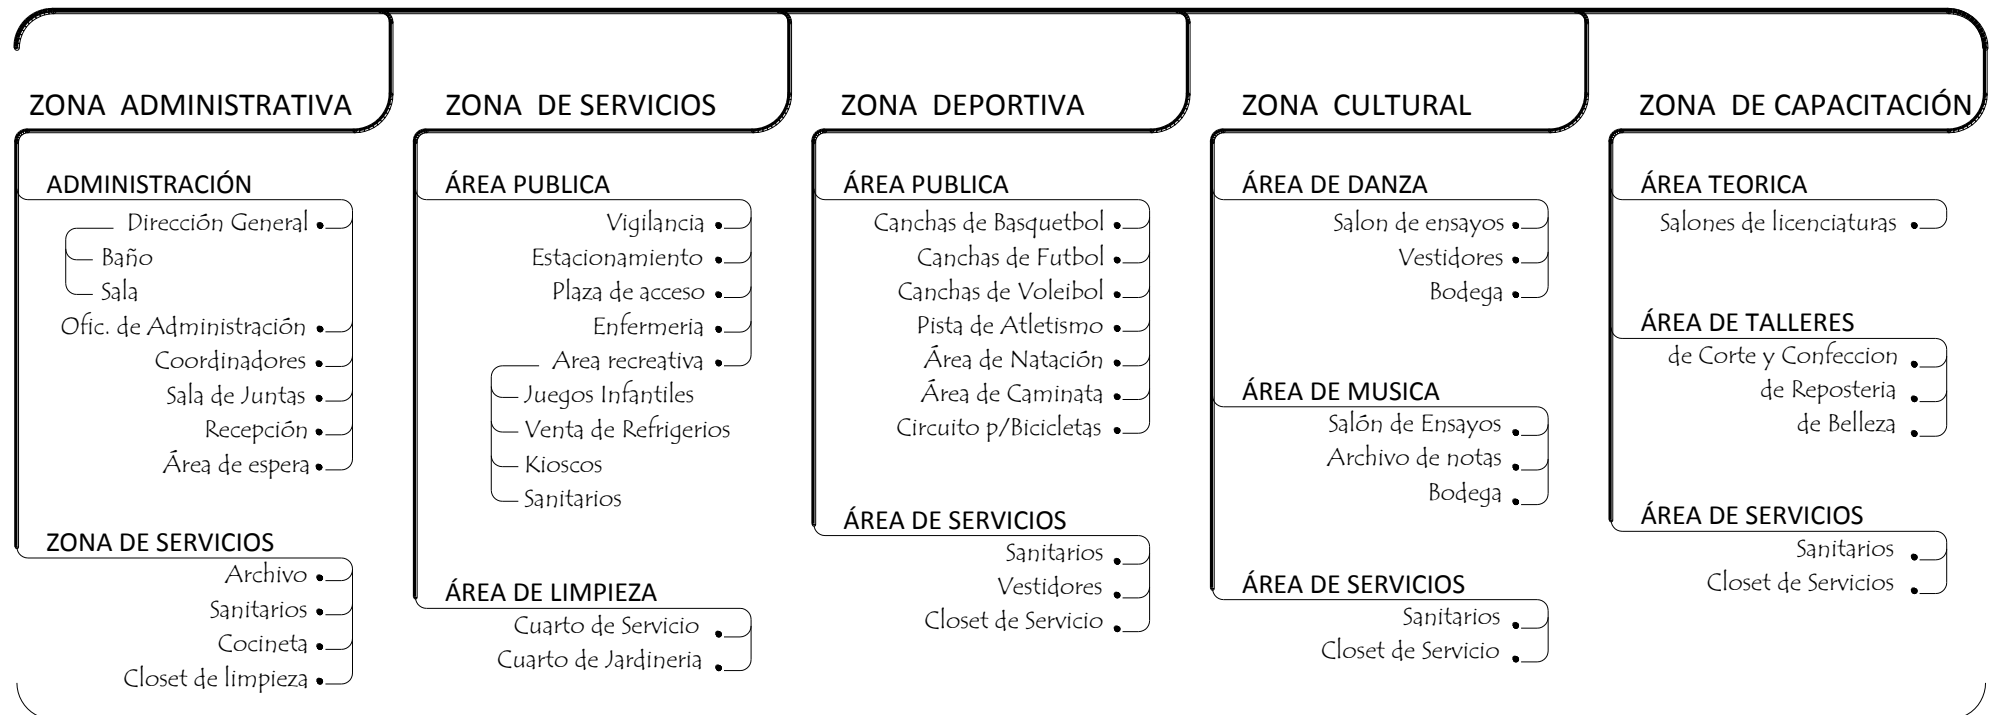 ZONA ADMINISTRATIVA
ADMINISTRACIÓN
Dirección General
Baño
Sala
Ofic. de Administración
Coordinadores
Sala de Juntas
Recepción
Área de espera
ZONA DE SERVICIOS
Archivo
Sanitarios
Cocineta
Closet de limpieza
ZONA DE SERVICIOS
ÁREA PUBLICA
Vigilancia
Estacionamiento
Plaza de acceso
Enfermeria
Area recreativa
Juegos Infantiles
Venta de Refrigerios
Kioscos
Sanitarios
ÁREA DE LIMPIEZA
Cuarto de Servicio
Cuarto de Jardineria
ZONA DEPORTIVA
ÁREA PUBLICA
Canchas de Basquetbol
Canchas de Futbol
Canchas de Voleibol
Pista de Atletismo
Área de Natación
Área de Caminata
Circuito p/Bicicletas
ÁREA DE SERVICIOS
Sanitarios
Vestidores
Closet de Servicio
ZONA CULTURAL
ÁREA DE DANZA
Salon de ensayos
Vestidores
Bodega
ÁREA DE MUSICA
Salón de Ensayos
Archivo de notas
Bodega
ÁREA DE SERVICIOS
Sanitarios
Closet de Servicio
ZONA DE CAPACITACIÓN
ÁREA TEORICA
Salones de licenciaturas
ÁREA DE TALLERES
de Corte y Confeccion
de Reposteria
de Belleza
ÁREA DE SERVICIOS
Sanitarios
Closet de Servicios